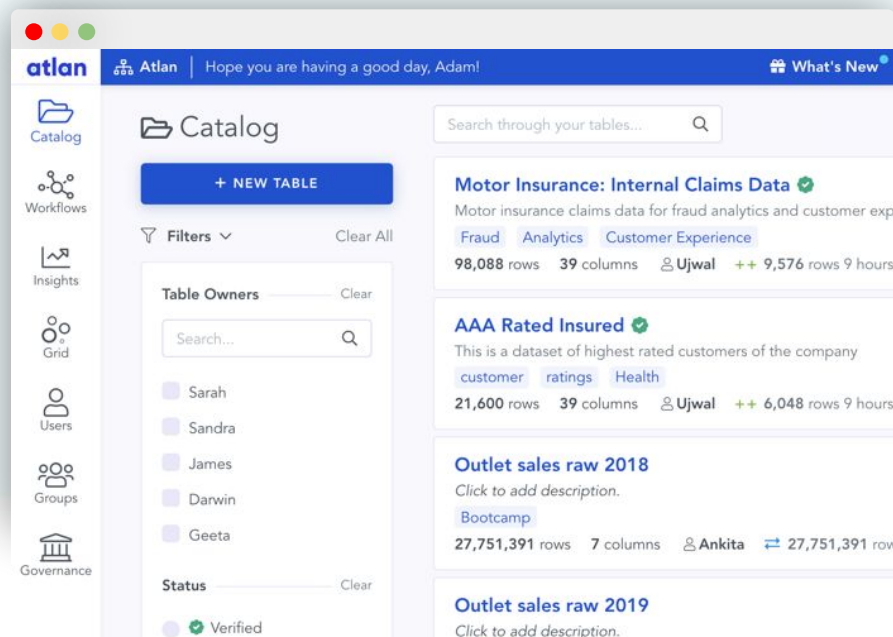 atlan
Atlan
Hope you are having a good day, Adam!
What's New
Catalog
Workflows
Insights
Grid
Users
Groups
Governance
Catalog
+ NEW TABLE
Filters
Clear All
Table Owners
Clear
Search...
Sarah
Sandra
James
Darwin
Geeta
Status
Clear
Verified
Search through your tables...
Motor Insurance: Internal Claims Data
Motor insurance claims data for fraud analytics and customer exp
Fraud Analytics Customer Experience
98,088 rows 39 columns Ujwal ++ 9,576 rows 9 hours
AAA Rated Insured
This is a dataset of highest rated customers of the company
customer ratings Health
21,600 rows 39 columns Ujwal ++ 6,048 rows 9 hours
Outlet sales raw 2018
Click to add description.
Bootcamp
27,751,391 rows 7 columns Ankita 27,751,391 row
Outlet sales raw 2019
Click to add description.